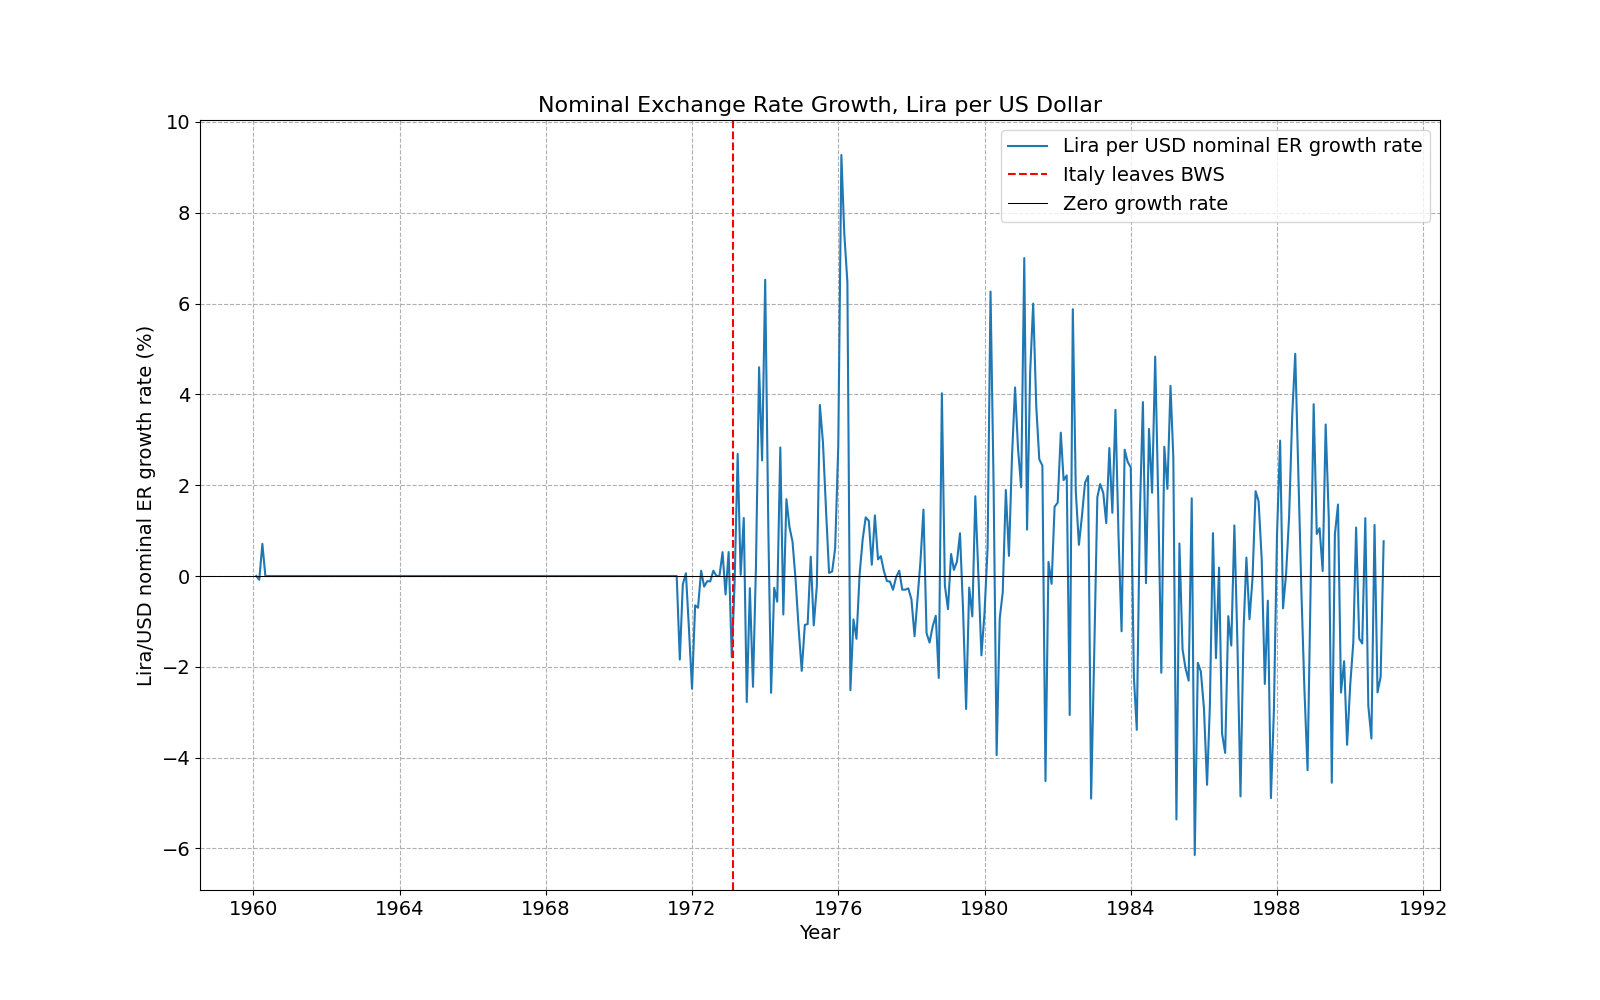 Nominal Exchange Rate Growth, Lira per US Dollar
Lira per USD nominal ER growth rate
Italy leaves BWS
Zero growth rate
Lira/USD nominal ER growth rate (%)
10
8
6
4
2
0
−2
−4
−6
1960 1964 1968 1972 1976 1980 1984 1988 1992
Year